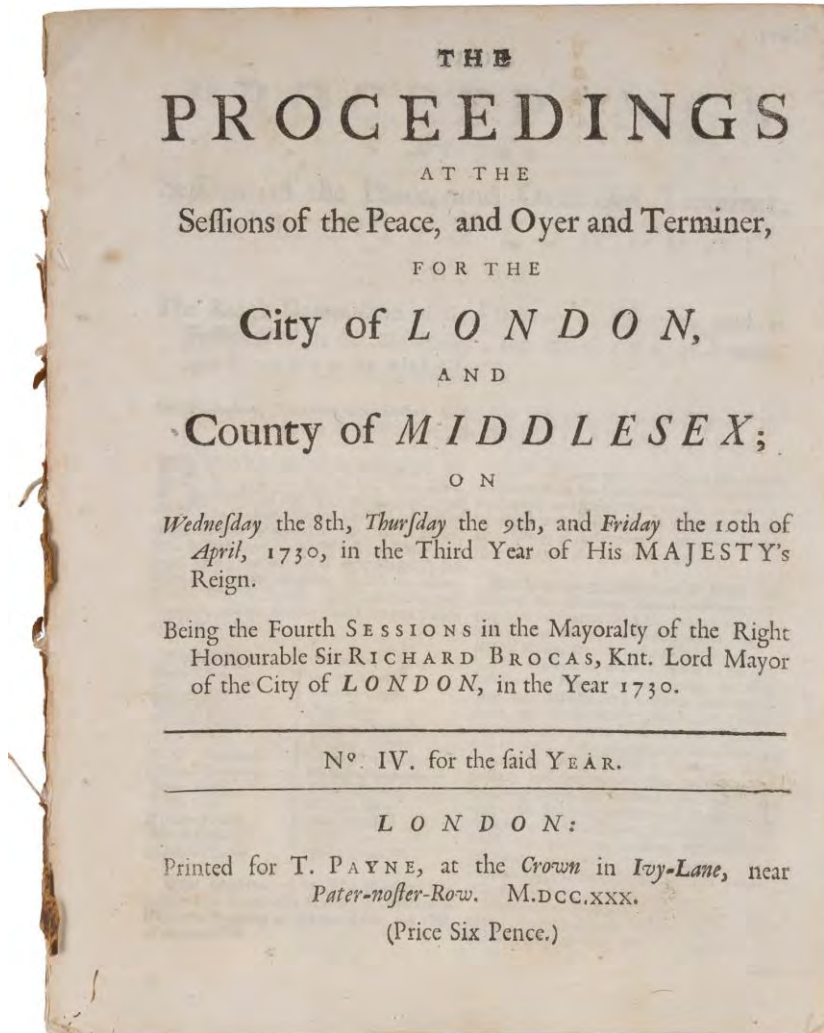 THE
PROCEEDINGS
AT THE
Seſſions of the Peace, and Oyer and Terminer,
FOR THE
City of LONDON,
AND
County of MIDDLESEX;
ON
Wedneſday the 8th, Thurſday the 9th, and Friday the 10th of
April, 1730, in the Third Year of His MAJESTY's
Reign.
Being the Fourth SESSIONS in the Mayoralty of the Right
Honourable Sir RICHARD BROCAS, Knt. Lord Mayor
of the City of LONDON, in the Year 1730.
Nº. IV. for the ſaid YEAR.
LONDON:
Printed for T. PAYNE, at the Crown in Ivy-Lane, near
Pater-noſter-Row. M.DCC.XXX.
(Price Six Pence.)